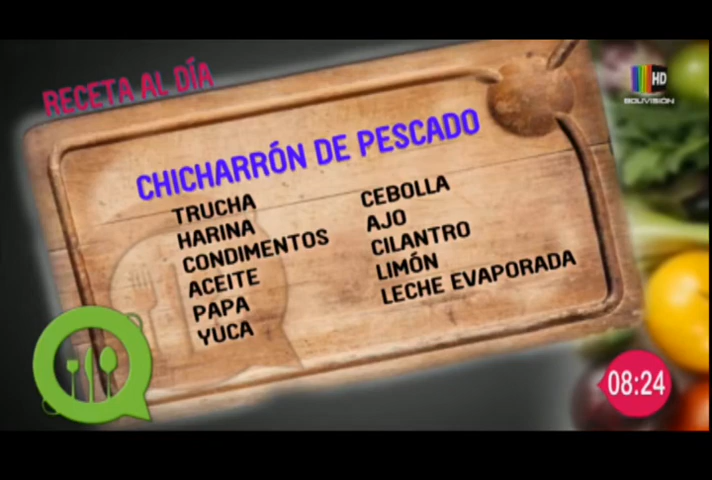 RECETA AL DÍA
HD
BOLIVISION
CHICHARRÓN DE PESCADO
TRUCHA
HARINA
CONDIMENTOS
ACEITE
PAPA
YUCA
CEBOLLA
AJO
CILANTRO
LIMÓN
LECHE EVAPORADA
08:24